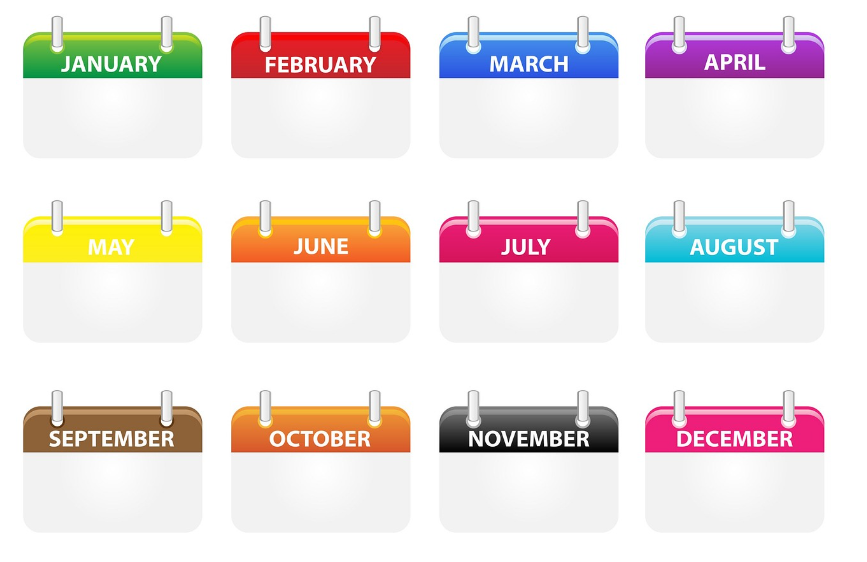 JANUARY
FEBRUARY
MARCH
APRIL
MAY
JUNE
JULY
AUGUST
SEPTEMBER
OCTOBER
NOVEMBER
DECEMBER